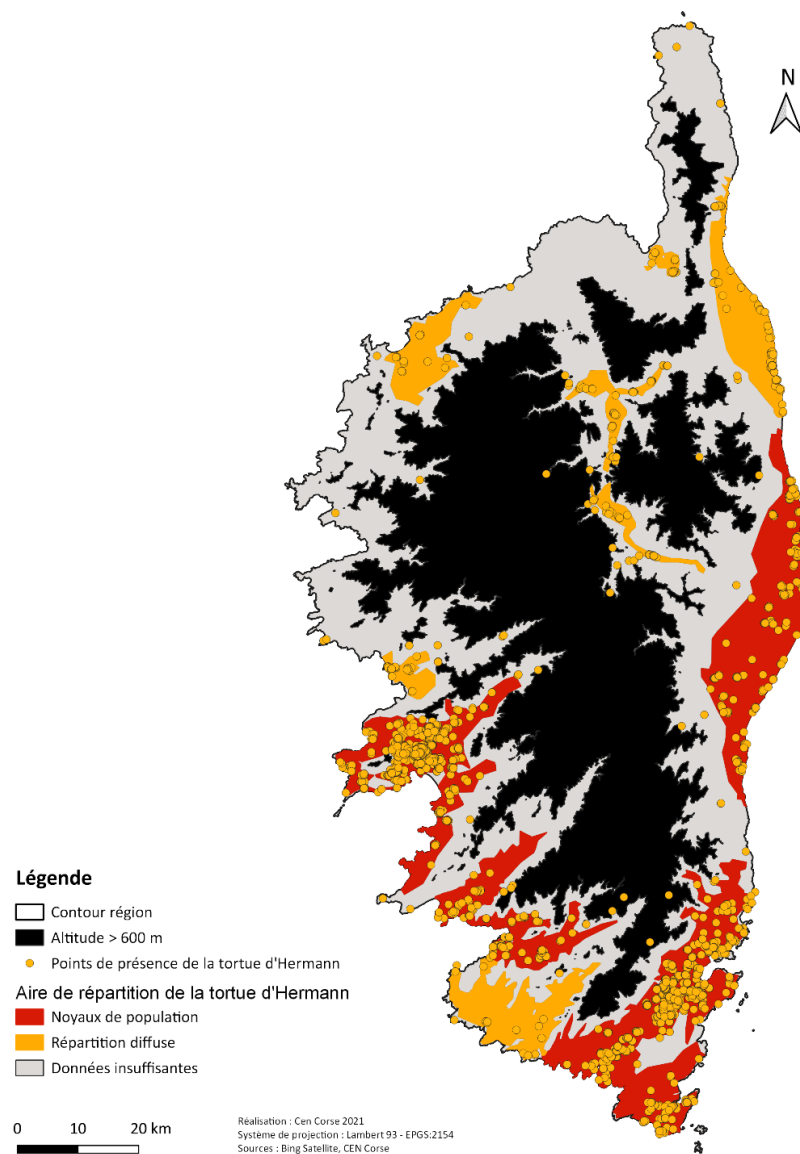 N
Légende
Contour région
Altitude > 600 m
Points de présence de la tortue d'Hermann
Aire de répartition de la tortue d'Hermann
Noyaux de population
Répartition diffuse
Données insuffisantes
0 10 20 km
Réalisation : Cen Corse 2021
Système de projection : Lambert 93 - EPGS:2154
Sources : Bing Satellite, CEN Corse